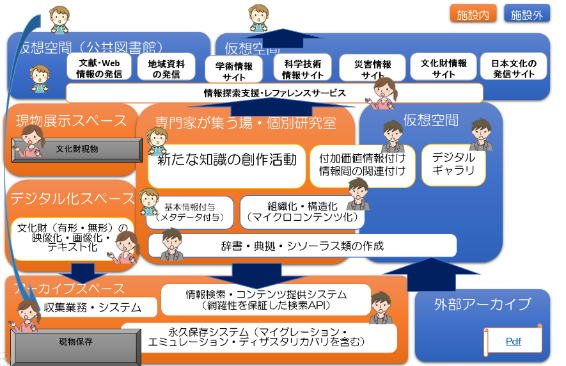 施設内
施設外
仮想空間（公共図書館）
仮想空間
文献・Web
情報の発信
地域資料
の発信
学術情報
サイト
科学技術
情報サイト
災害情報
サイト
文化財情報
サイト
日本文化の
発信サイト
情報探索支援・レファレンスサービス
現物展示スペース
文化財現物
専門家が集う場・個別研究室
新たな知識の創作活動
付加価値情報付け
情報間の関連付け
仮想空間
デジタル
ギャラリ
デジタル化スペース
文化財（有形・無形）の
映像化・画像化・
テキスト化
基本情報付与
（メタデータ付与）
組織化・構造化
（マイクロコンテンツ化）
辞書・典拠・シソーラス類の作成
アーカイブスペース
収集業務・システム
情報検索・コンテンツ提供システム
（網羅性を保証した検索API）
現物保存
永久保存システム（マイグレーション・
エミュレーション・ディザスタリカバリを含む）
外部アーカイブ
Pdf